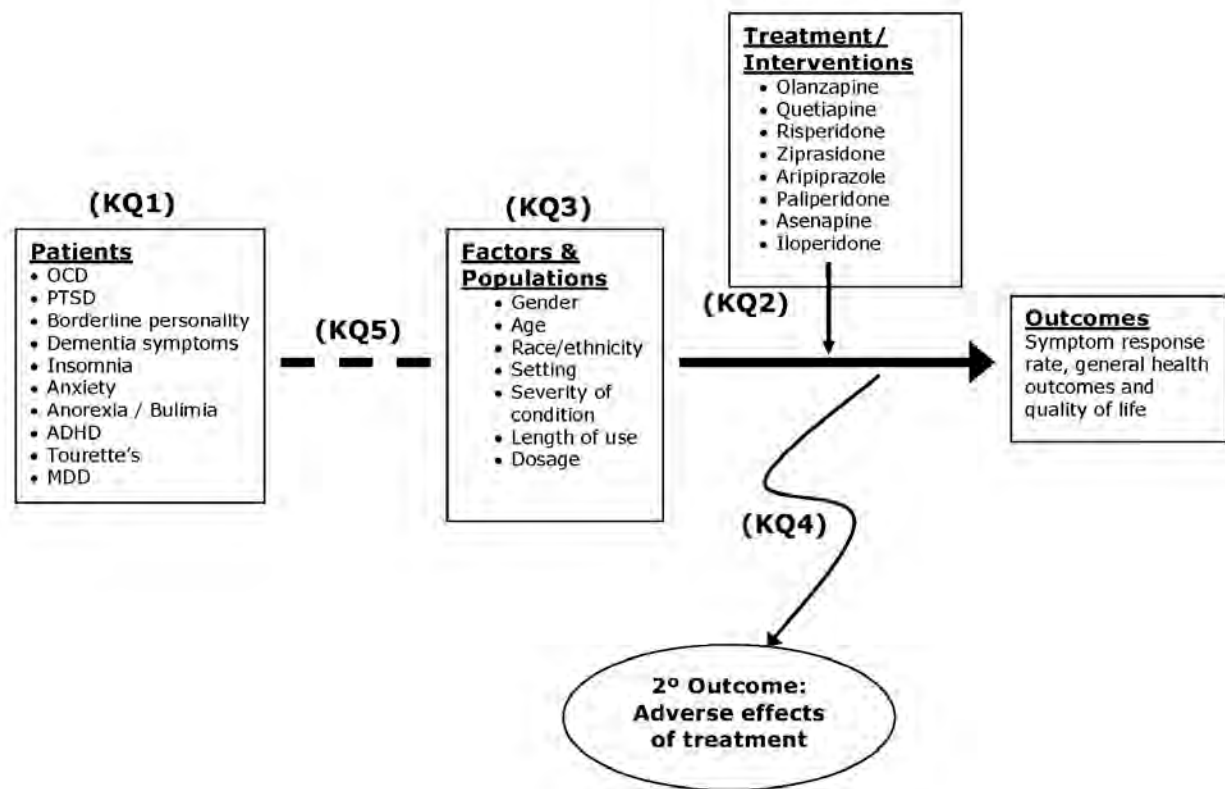 (KQ1)
Patients
• OCD
• PTSD
• Borderline personality
• Dementia symptoms
• Insomnia
• Anxiety
• Anorexia / Bulimia
• ADHD
• Tourette's
• MDD
(KQ5)
(KQ3)
Factors &
Populations
• Gender
• Age
• Race/ethnicity
• Setting
• Severity of
condition
• Length of use
• Dosage
Treatment/
Interventions
• Olanzapine
• Quetiapine
• Risperidone
• Ziprasidone
• Aripiprazole
• Paliperidone
• Asenapine
• Iloperidone
(KQ2)
Outcomes
Symptom response
rate, general health
outcomes and
quality of life
(KQ4)
2º Outcome:
Adverse effects
of treatment